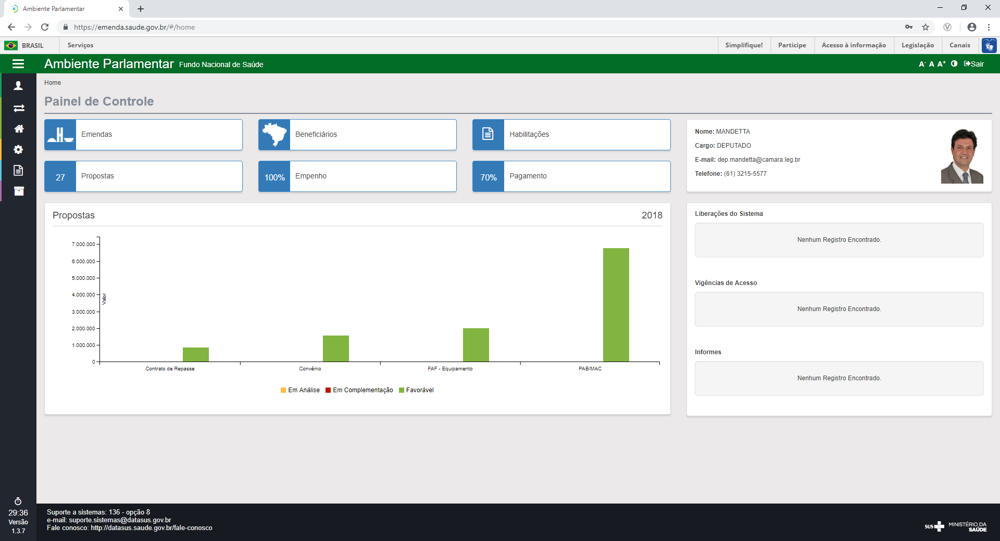 Ambiente Parlamentar
https://emenda.saude.gov.br/#/home
BRASIL
Serviços
Simplifique!
Participe
Acesso à informação
Legislação
Canais
Ambiente Parlamentar Fundo Nacional de Saúde
A- A A+ Sair
Home
Painel de Controle
Emendas
Beneficiários
Habilitações
27 Propostas
100% Empenho
70% Pagamento
Nome: MANDETTA
Cargo: DEPUTADO
E-mail: dep.mandetta@camara.leg.br
Telefone: (61) 3215-5577
Propostas
2018
7.000.000
6.000.000
5.000.000
4.000.000
3.000.000
2.000.000
1.000.000
0
Valor
Contrato de Repasse
Convênio
FAF - Equipamento
PAB/MAC
Em Análise
Em Complementação
Favorável
Liberações do Sistema
Nenhum Registro Encontrado.
Vigências de Acesso
Nenhum Registro Encontrado.
Informes
Nenhum Registro Encontrado.
29:36
Versão
1.3.7
Suporte a sistemas: 136 - opção 8
e-mail: suporte.sistemas@datasus.gov.br
Fale conosco: http://datasus.saude.gov.br/fale-conosco
SUS
MINISTÉRIO DA
SAÚDE